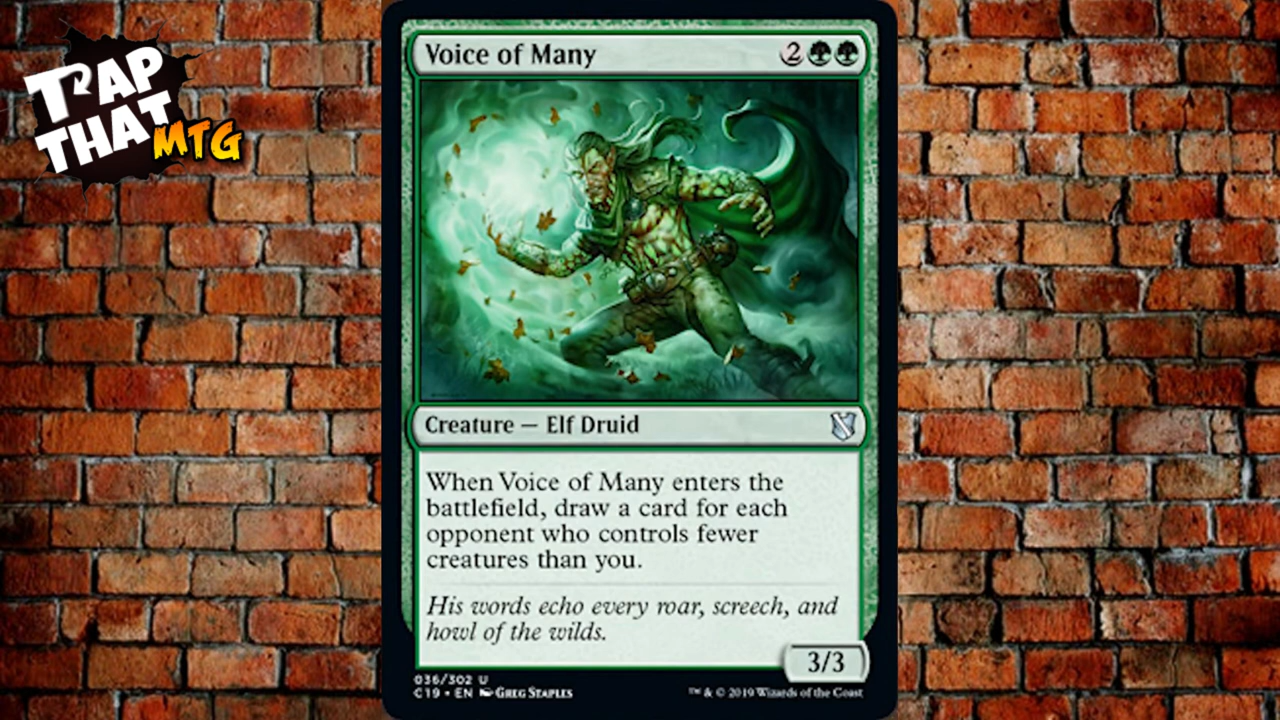 TRAP
THAT
MTG
Voice of Many 2
Creature — Elf Druid
When Voice of Many enters the
battlefield, draw a card for each
opponent who controls fewer
creatures than you.
His words echo every roar, screech, and
howl of the wilds.
3/3
036/302 U
C19 • EN Greg Staples
™ & © 2019 Wizards of the Coast